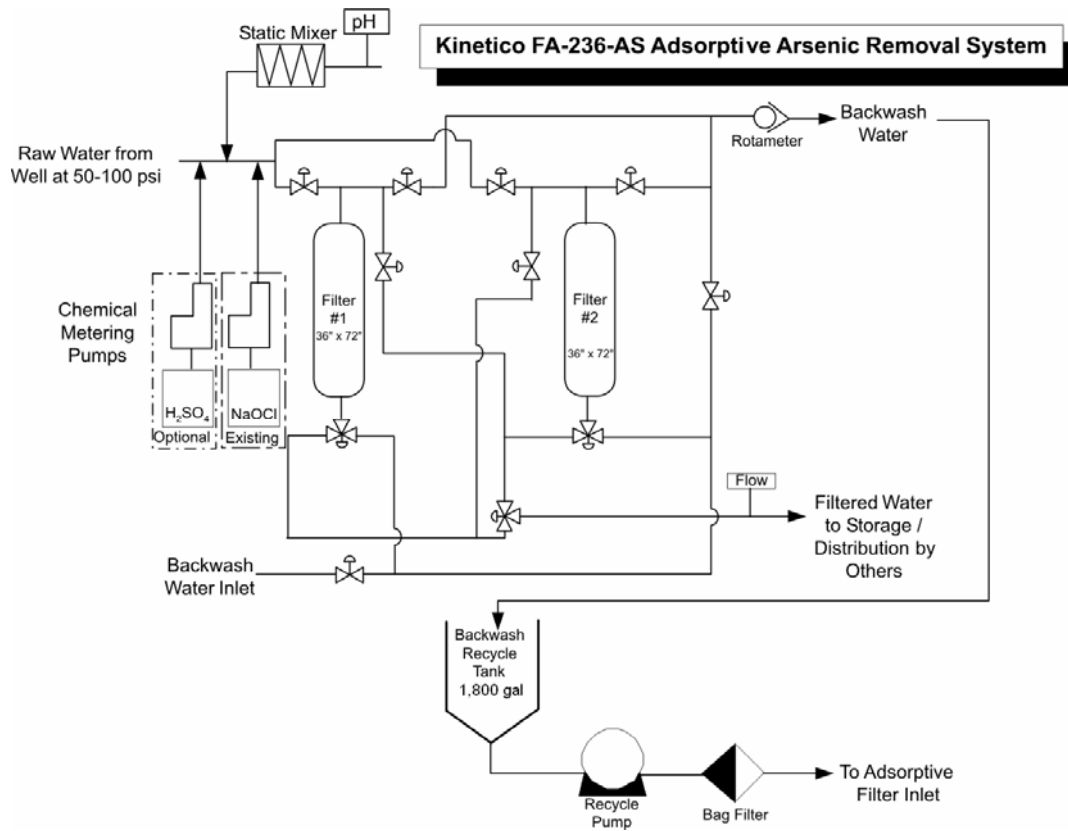 pH
Static Mixer
Kinetico FA-236-AS Adsorptive Arsenic Removal System
Backwash
Water
Rotameter
Raw Water from
Well at 50-100 psi
Chemical
Metering
Pumps
H₂SO₄
Optional
NaOCl
Existing
Filter
#1
36" x 72"
Filter
#2
36" x 72"
Flow
Filtered Water
to Storage /
Distribution by
Others
Backwash
Water Inlet
Backwash
Recycle
Tank
1,800 gal
Recycle
Pump
Bag Filter
To Adsorptive
Filter Inlet